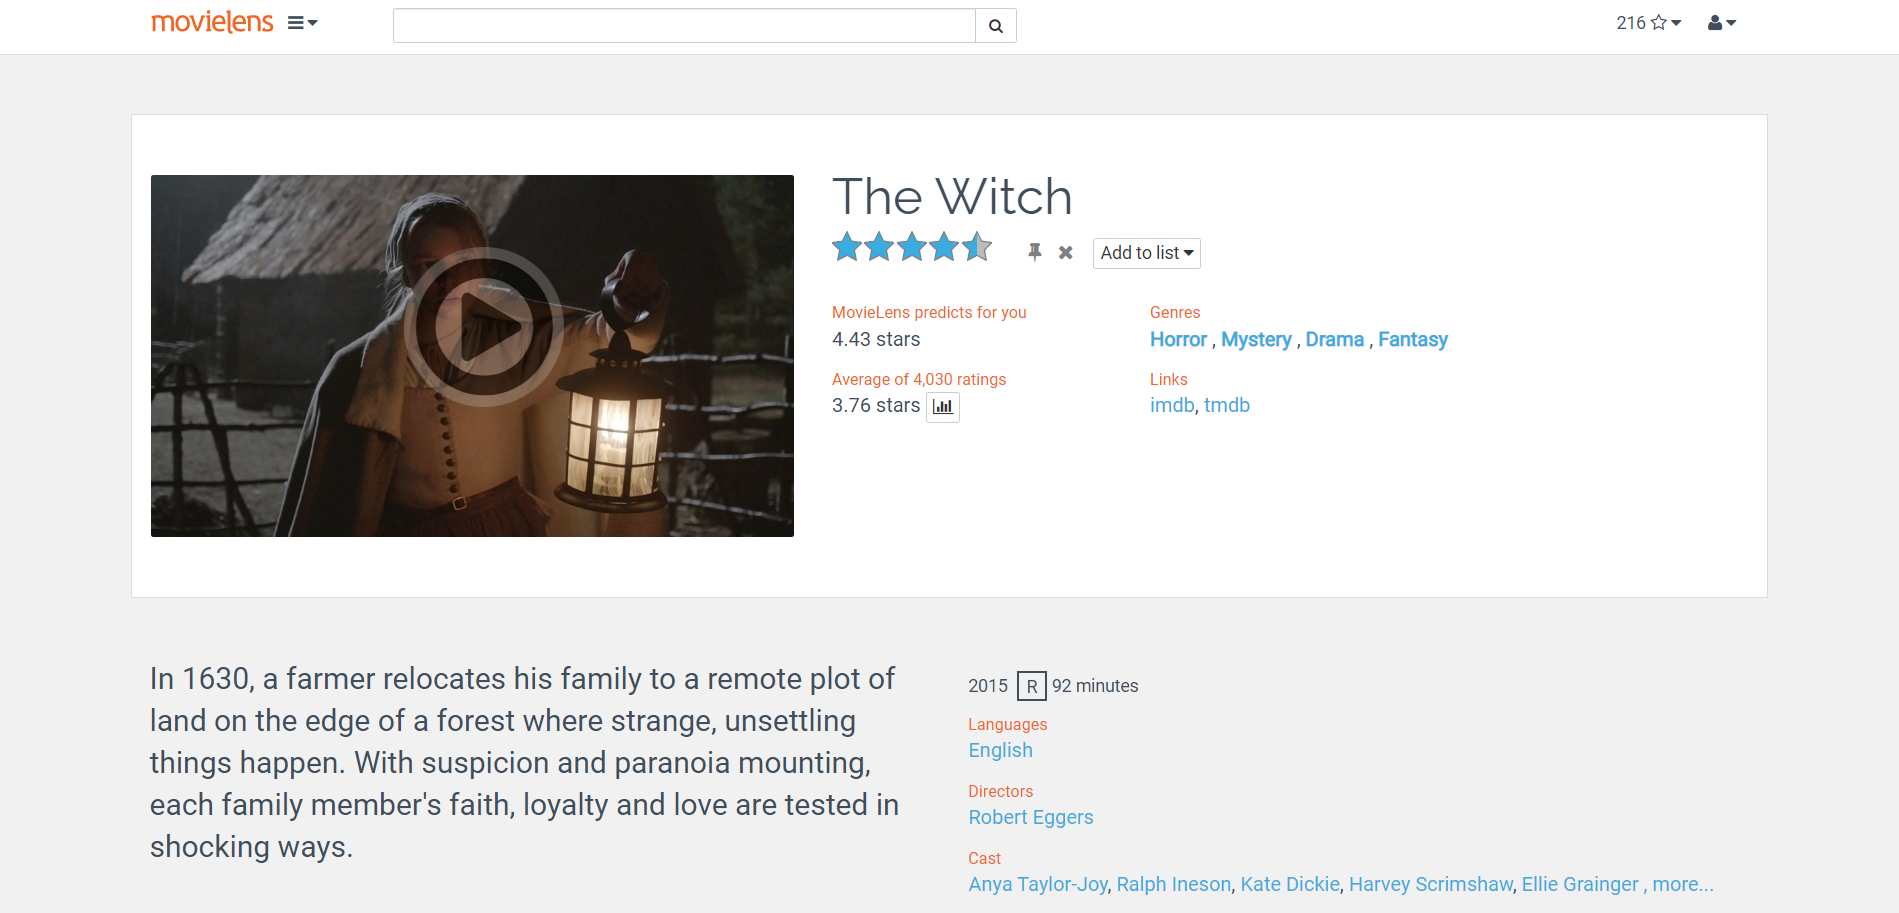 movielens
216
The Witch
Add to list
MovieLens predicts for you
4.43 stars
Average of 4,030 ratings
3.76 stars
Genres
Horror , Mystery , Drama , Fantasy
Links
imdb, tmdb
In 1630, a farmer relocates his family to a remote plot of
land on the edge of a forest where strange, unsettling
things happen. With suspicion and paranoia mounting,
each family member's faith, loyalty and love are tested in
shocking ways.
2015 R 92 minutes
Languages
English
Directors
Robert Eggers
Cast
Anya Taylor-Joy, Ralph Ineson, Kate Dickie, Harvey Scrimshaw, Ellie Grainger , more...